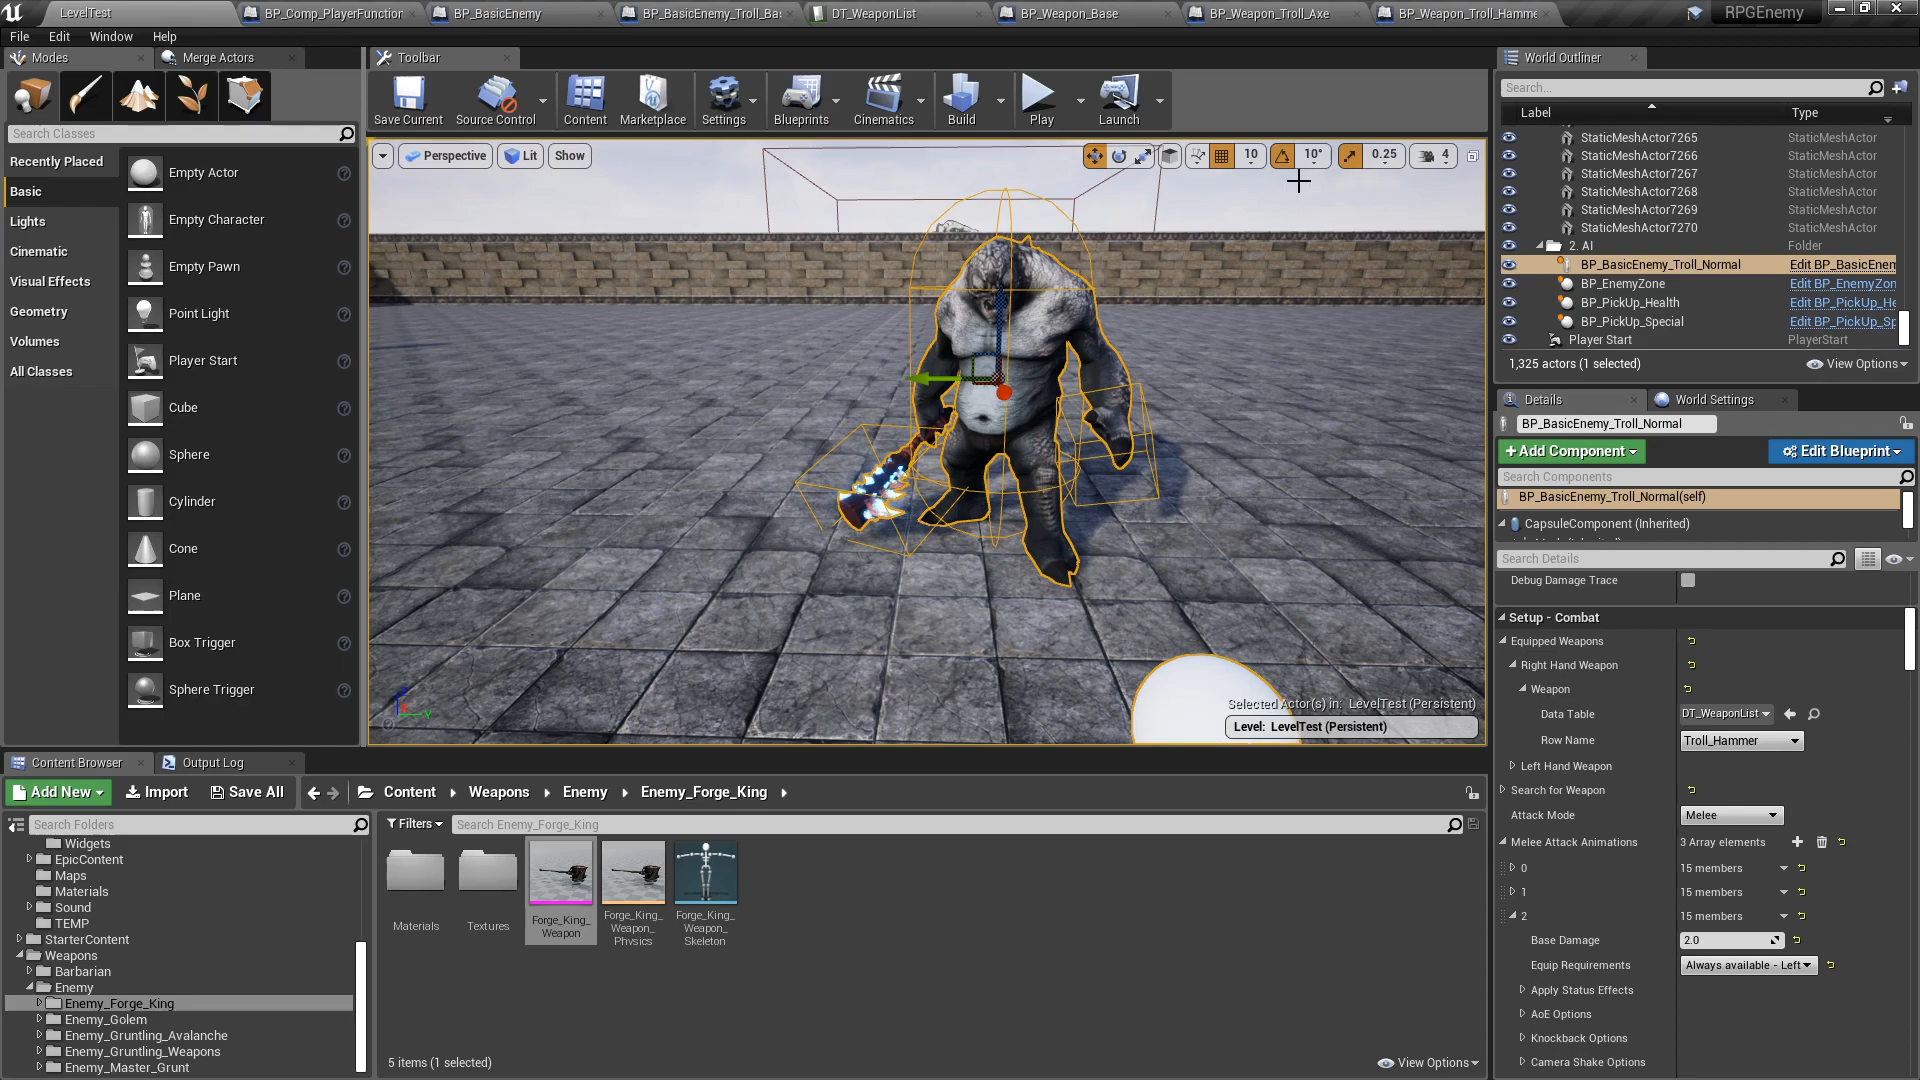 LevelTest
BP_Comp_PlayerFunction
BP_BasicEnemy
BP_BasicEnemy_Troll_Bas
DT_WeaponList
BP_Weapon_Base
BP_Weapon_Troll_Axe
BP_Weapon_Troll_Hamme
RPGEnemy
File Edit Window Help
Modes
Merge Actors
Toolbar
World Outliner
Save Current
Source Control
Content
Marketplace
Settings
Blueprints
Cinematics
Build
Play
Launch
Search...
Label
Type
Search Classes
Recently Placed
Basic
Lights
Cinematic
Visual Effects
Geometry
Volumes
All Classes
Empty Actor
Empty Character
Empty Pawn
Point Light
Player Start
Cube
Sphere
Cylinder
Cone
Plane
Box Trigger
Sphere Trigger
Perspective
Lit
Show
10
10°
0.25
4
Selected Actor(s) in: LevelTest (Persistent)
Level: LevelTest (Persistent)
StaticMeshActor7265 StaticMeshActor
StaticMeshActor7266 StaticMeshActor
StaticMeshActor7267 StaticMeshActor
StaticMeshActor7268 StaticMeshActor
StaticMeshActor7269 StaticMeshActor
StaticMeshActor7270 StaticMeshActor
2. AI Folder
BP_BasicEnemy_Troll_Normal Edit BP_BasicEnem
BP_EnemyZone Edit BP_EnemyZon
BP_PickUp_Health Edit BP_PickUp_He
BP_PickUp_Special Edit BP_PickUp_Sp
Player Start PlayerStart
1,325 actors (1 selected)
View Options
Details
World Settings
BP_BasicEnemy_Troll_Normal
+Add Component
Edit Blueprint
Search Components
BP_BasicEnemy_Troll_Normal(self)
CapsuleComponent (Inherited)
Search Details
Debug Damage Trace
Setup - Combat
Equipped Weapons
Right Hand Weapon
Weapon
Data Table DT_WeaponList
Row Name Troll_Hammer
Left Hand Weapon
Search for Weapon
Attack Mode Melee
Melee Attack Animations 3 Array elements
0 15 members
1 15 members
2 15 members
Base Damage 2.0
Equip Requirements Always available - Left
Apply Status Effects
AoE Options
Knockback Options
Camera Shake Options
Content Browser
Output Log
Add New
Import
Save All
Content
Weapons
Enemy
Enemy_Forge_King
Search Folders
Filters
Search Enemy_Forge_King
Widgets
EpicContent
Maps
Materials
Sound
TEMP
StarterContent
Weapons
Barbarian
Enemy
Enemy_Forge_King
Enemy_Golem
Enemy_Gruntling_Avalanche
Enemy_Gruntling_Weapons
Enemy_Master_Grunt
Materials
Textures
Forge_King_
Weapon
Forge_King_
Weapon_
Physics
Forge_King_
Weapon_
Skeleton
5 items (1 selected)
View Options